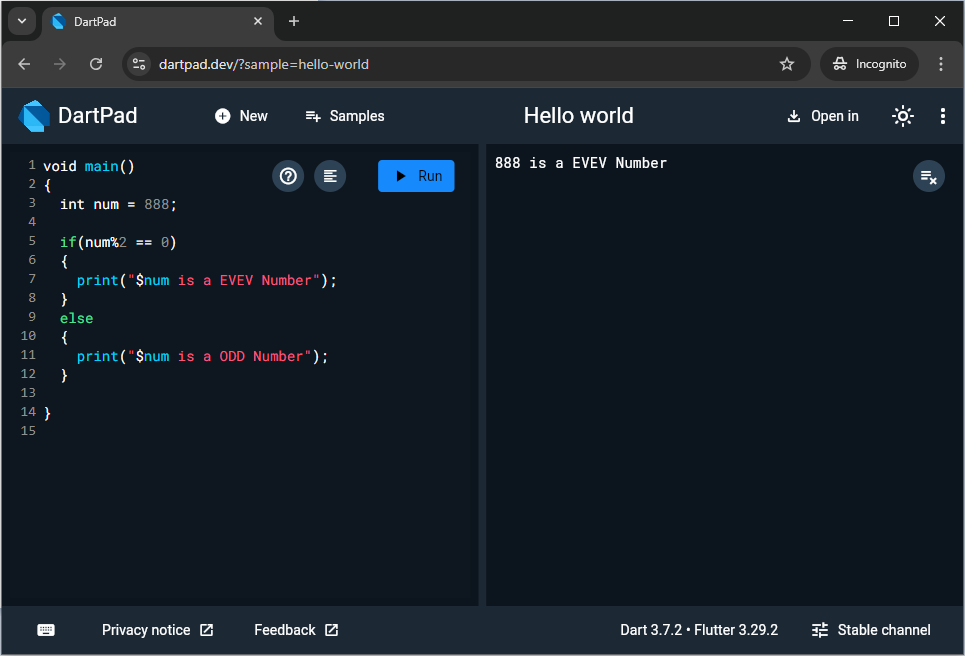 DartPad
dartpad.dev/?sample=hello-world
Incognito
DartPad
New
Samples
Hello world
Open in
1 void main()
2 {
3 int num = 888;
4
5 if(num%2 == 0)
6 {
7 print("$num is a EVEV Number");
8 }
9 else
10 {
11 print("$num is a ODD Number");
12 }
13
14 }
15
Run
888 is a EVEV Number
Privacy notice
Feedback
Dart 3.7.2 • Flutter 3.29.2
Stable channel